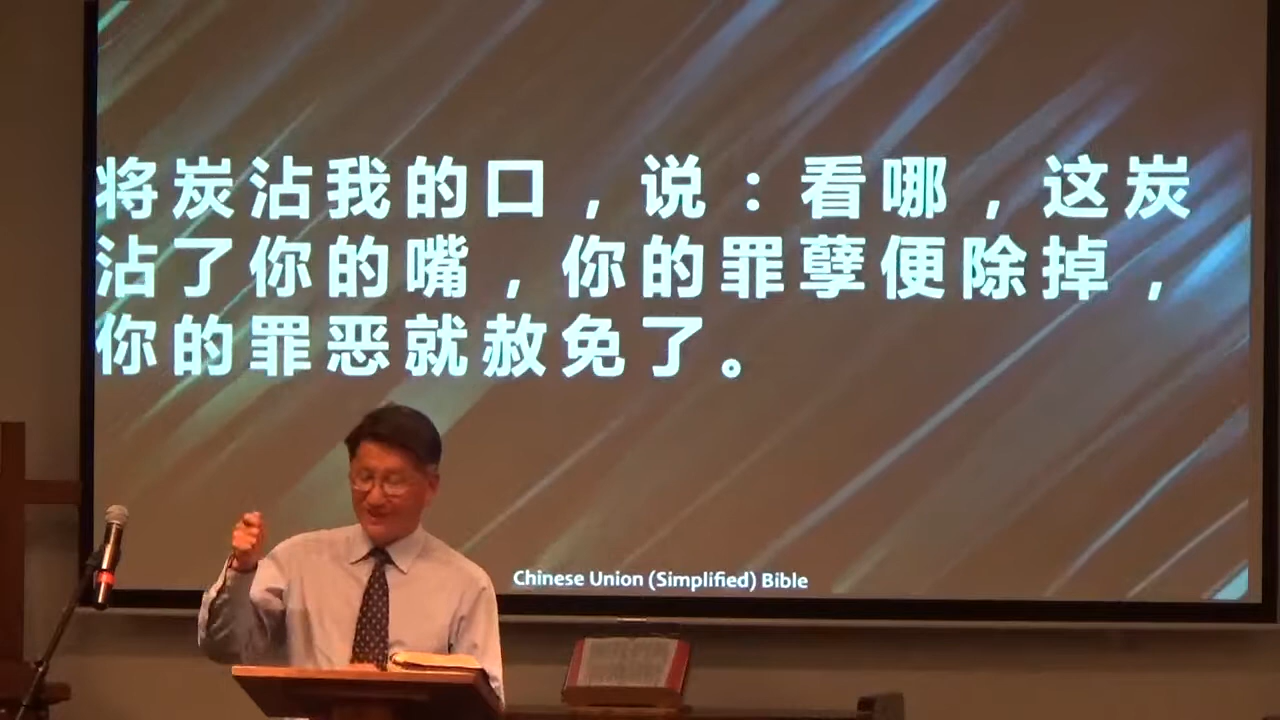 将炭沾我的口，说：看哪，这炭
沾了你的嘴，你的罪孽便除掉，
你的罪恶就赦免了。
Chinese Union (Simplified) Bible